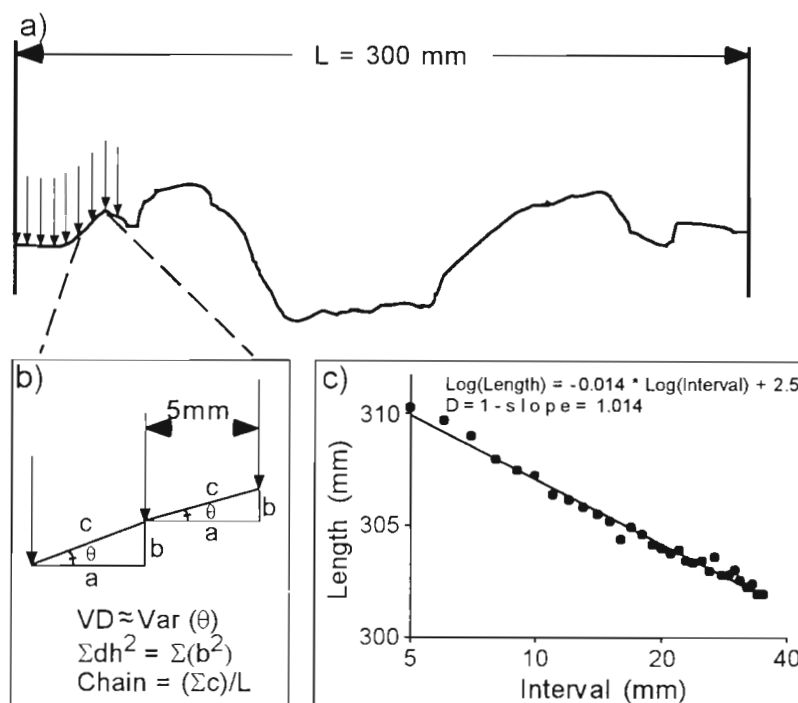 a)
L = 300 mm
b)
5mm
c
θ
a
b
c
θ
a
b
VD ≈ Var (θ)
Σdh² = Σ(b²)
Chain = (Σc)/L
c)
Log(Length) = -0.014 * Log(Interval) + 2.5
D = 1 - slope = 1.014
Length (mm)
310
305
300
5
10
20
40
Interval (mm)